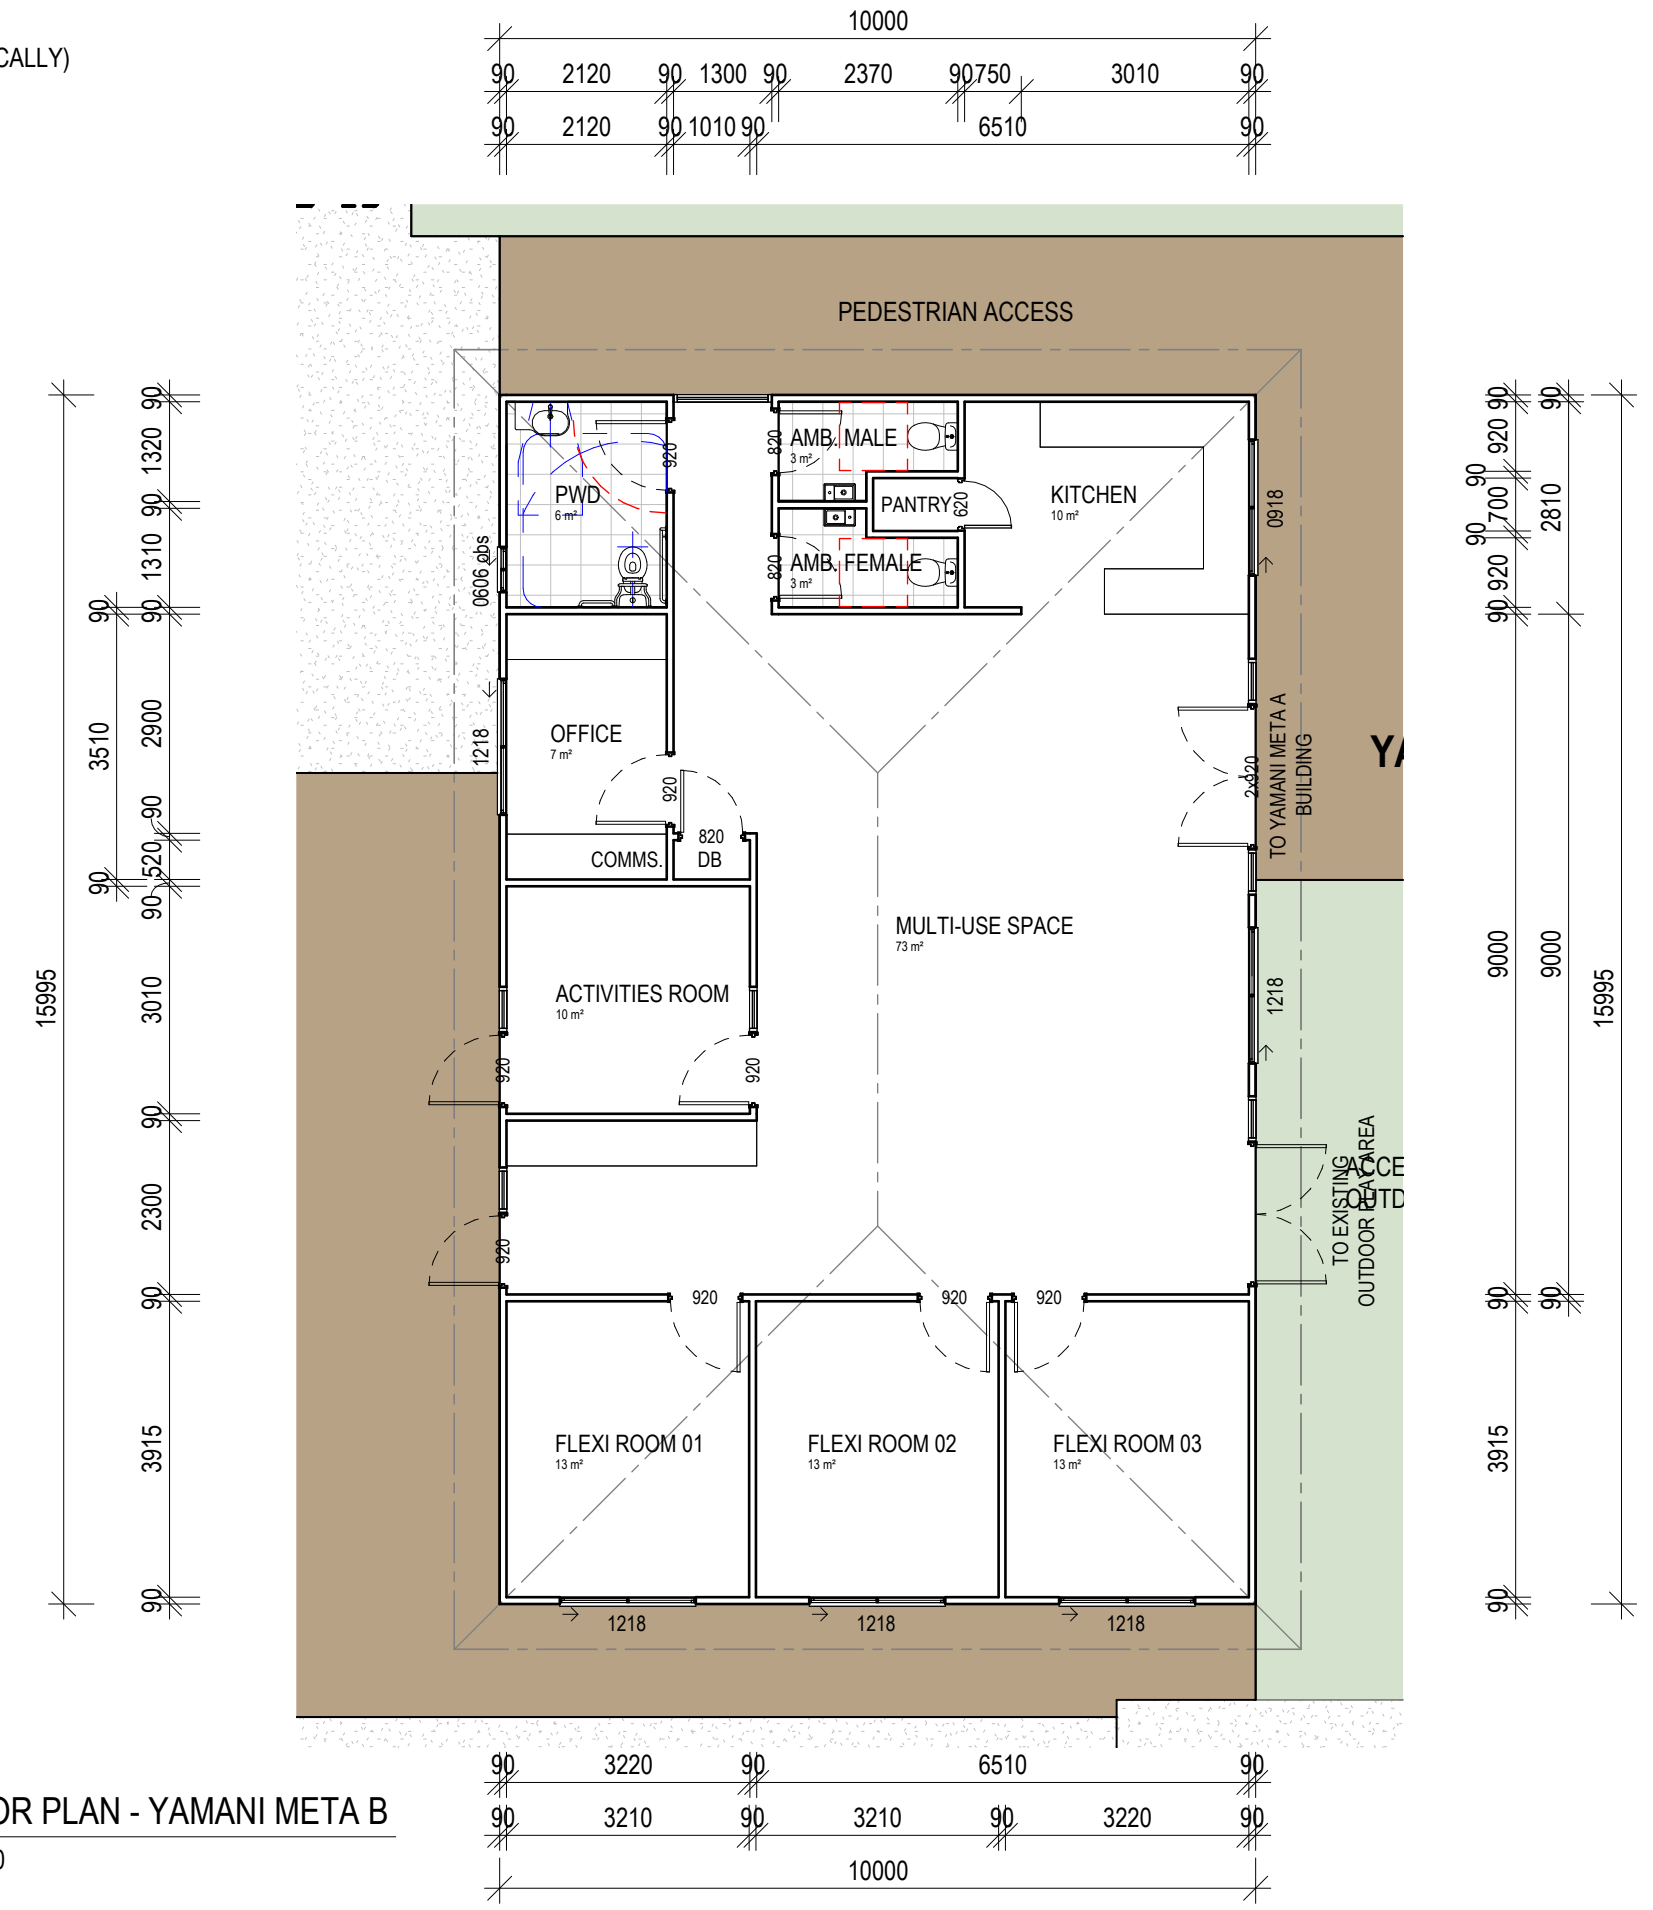 CALLY)
10000
90 2120 90 1300 90 2370 90 750 3010 90
90 2120 90 1010 90 6510 90
PEDESTRIAN ACCESS
15995
90 1320 90 1310 90 2900 90 520 90 3010 90 2300 90 3915 90
90 3510 90
PWD
6 m²
920
0606 obs
AMB. MALE
3 m²
820
PANTRY
620
KITCHEN
10 m²
0918
AMB. FEMALE
3 m²
820
OFFICE
7 m²
1218
920
820
COMMS.
DB
2x920
TO YAMANI META A
BUILDING
YA
MULTI-USE SPACE
73 m²
ACTIVITIES ROOM
10 m²
920
920
1218
920
TO EXISTING
OUTDOOR PLAY AREA
ACCE
OUTD
920
920
920
FLEXI ROOM 01
13 m²
FLEXI ROOM 02
13 m²
FLEXI ROOM 03
13 m²
1218
1218
1218
90 920 90 700 90 920 90 9000 90 3915 90
90 2810 9000 90
15995
90 3220 90 6510 90
90 3210 90 3210 90 3220 90
10000
OR PLAN - YAMANI META B
0